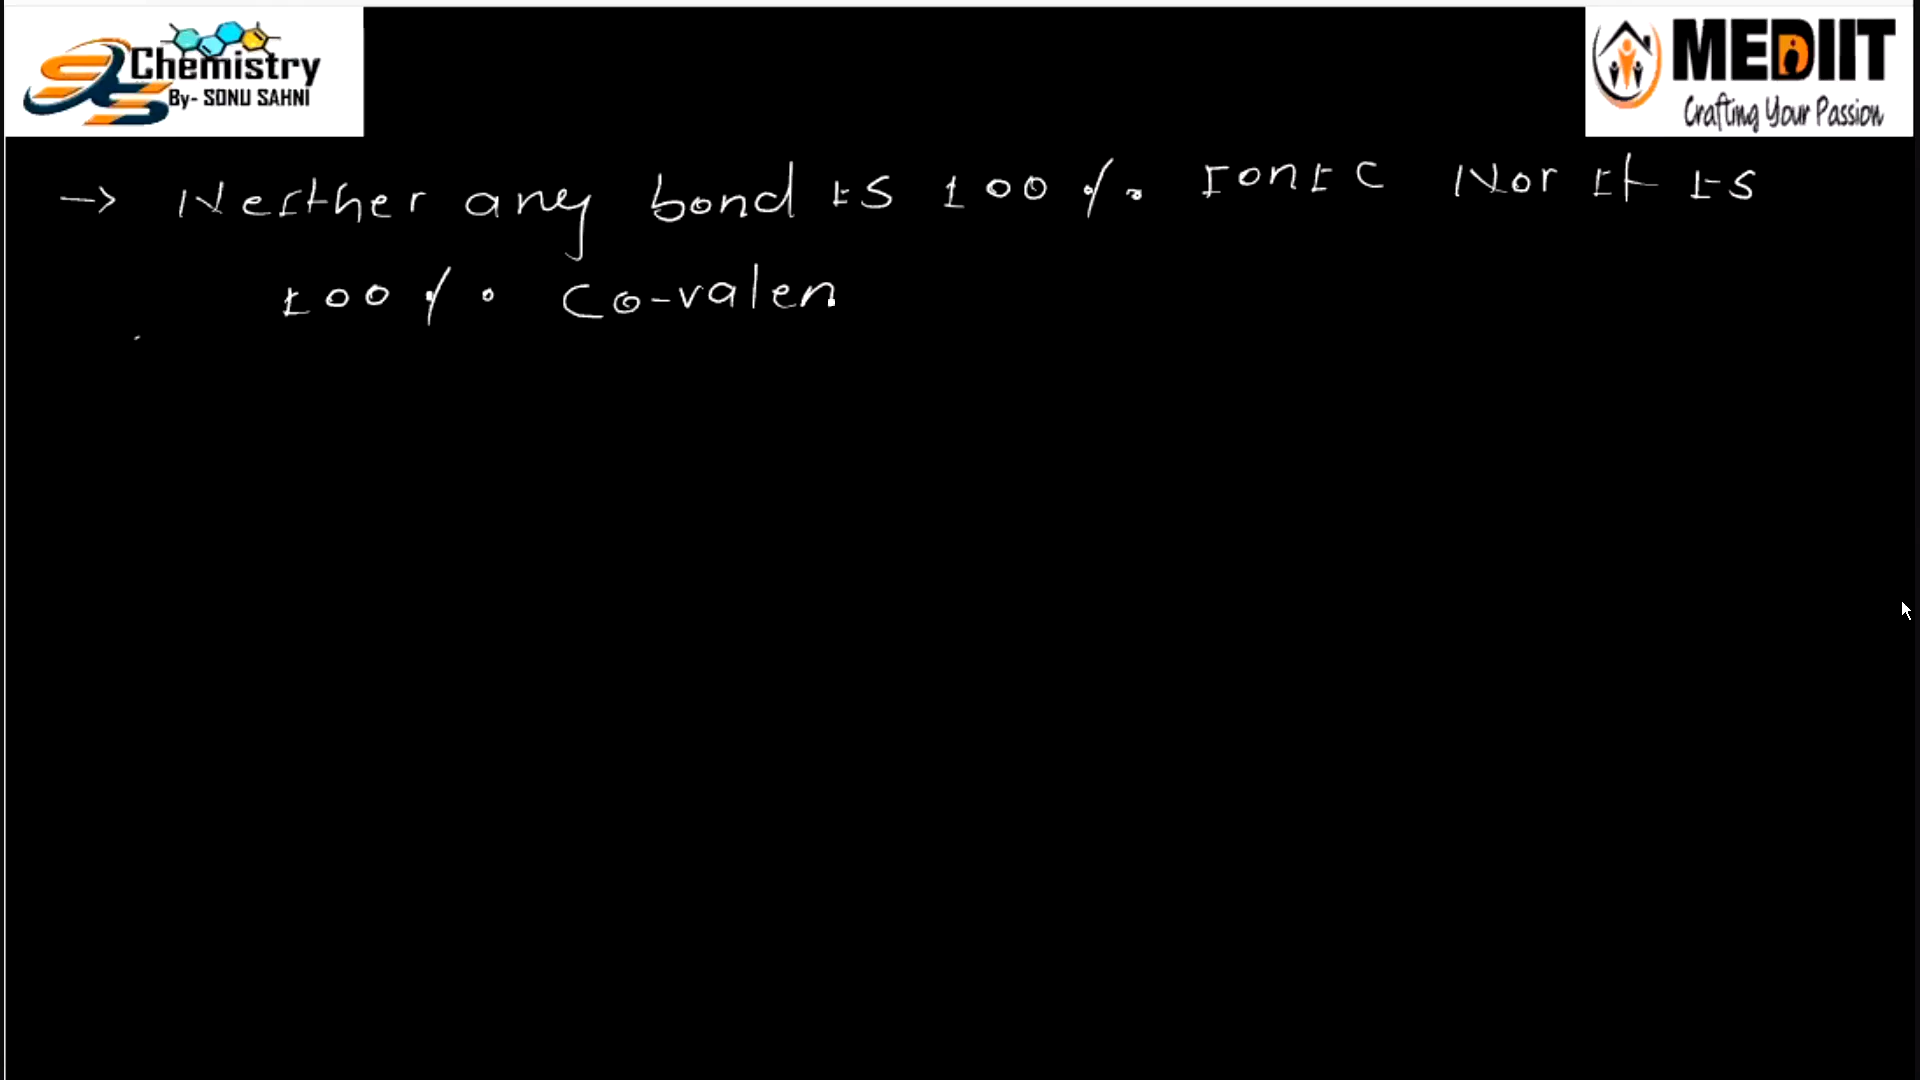 Chemistry
By- SONU SAHNI
MEDIIT
Crafting Your Passion
→ Neither any bond is 100 %. Ionic Nor it is
100 %. Co-valen